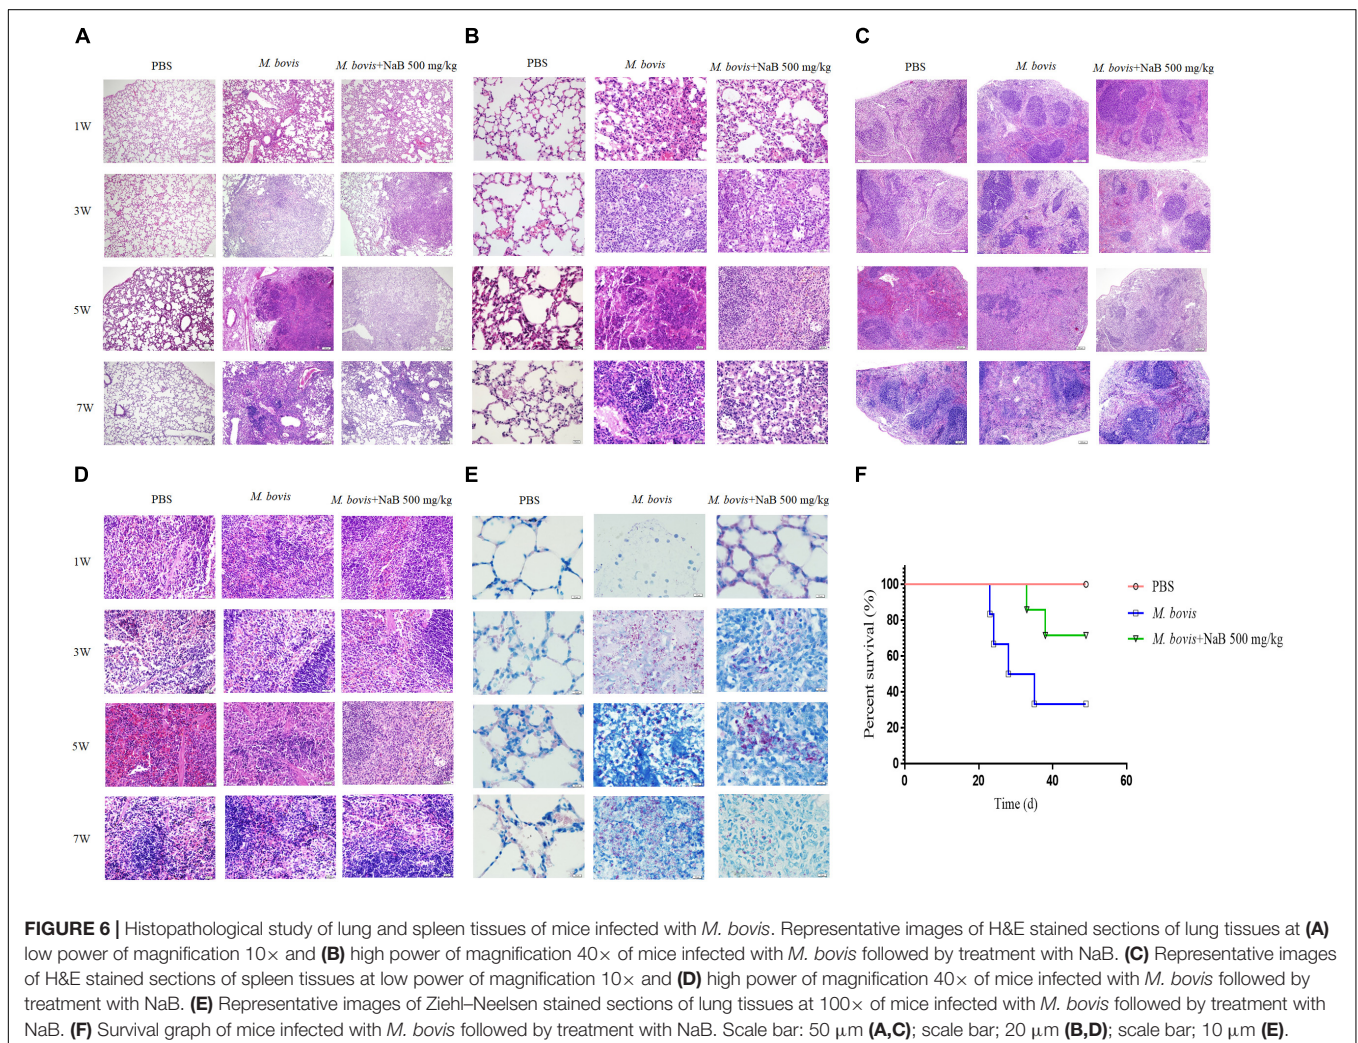 A
B
C
PBS
M. bovis
M. bovis+NaB 500 mg/kg
PBS
M. bovis
M. bovis+NaB 500 mg/kg
PBS
M. bovis
M. bovis+NaB 500 mg/kg
1W
3W
5W
7W
D
E
F
PBS
M. bovis
M. bovis+NaB 500 mg/kg
PBS
M. bovis
M. bovis+NaB 500 mg/kg
1W
3W
5W
7W
Percent survival (%)
100
80
60
40
20
0
0
20
40
60
Time (d)
PBS
M. bovis
M. bovis+NaB 500 mg/kg
FIGURE 6 | Histopathological study of lung and spleen tissues of mice infected with M. bovis. Representative images of H&E stained sections of lung tissues at (A)
low power of magnification 10× and (B) high power of magnification 40× of mice infected with M. bovis followed by treatment with NaB. (C) Representative images
of H&E stained sections of spleen tissues at low power of magnification 10× and (D) high power of magnification 40× of mice infected with M. bovis followed by
treatment with NaB. (E) Representative images of Ziehl–Neelsen stained sections of lung tissues at 100× of mice infected with M. bovis followed by treatment with
NaB. (F) Survival graph of mice infected with M. bovis followed by treatment with NaB. Scale bar: 50 μm (A,C); scale bar; 20 μm (B,D); scale bar; 10 μm (E).